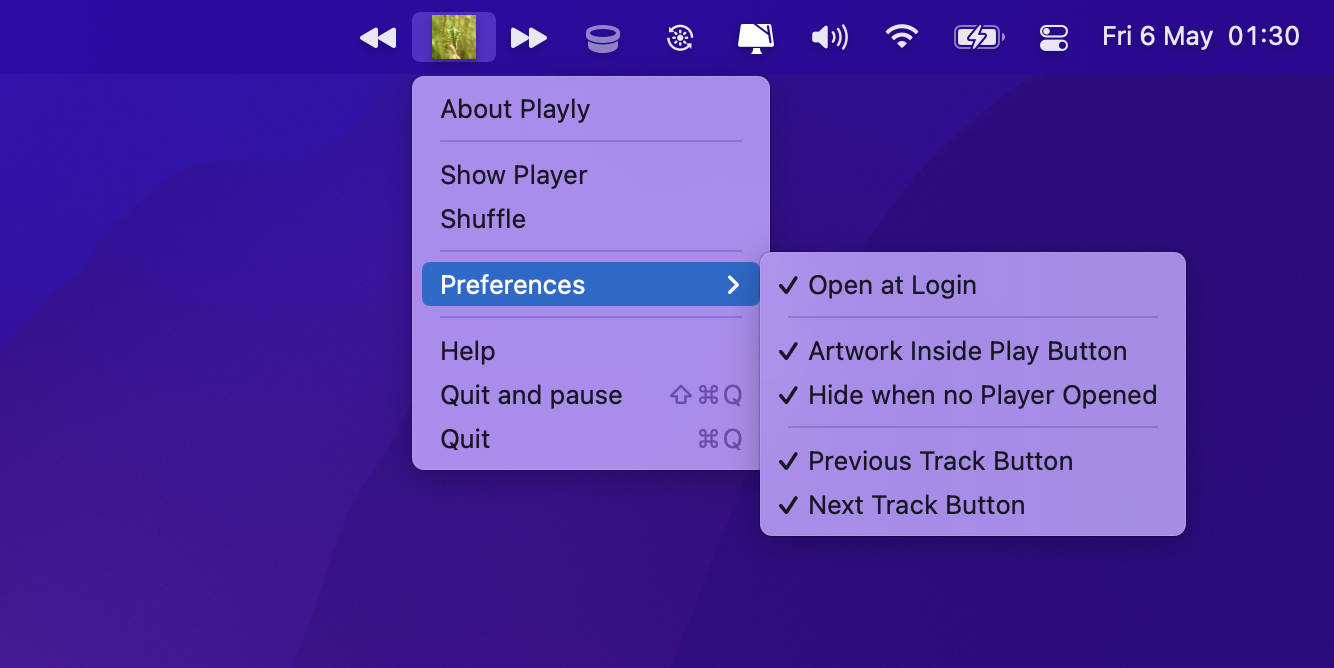 Fri 6 May 01:30
About Playly
Show Player
Shuffle
Preferences
Help
Quit and pause ⇧⌘Q
Quit ⌘Q
Open at Login
Artwork Inside Play Button
Hide when no Player Opened
Previous Track Button
Next Track Button